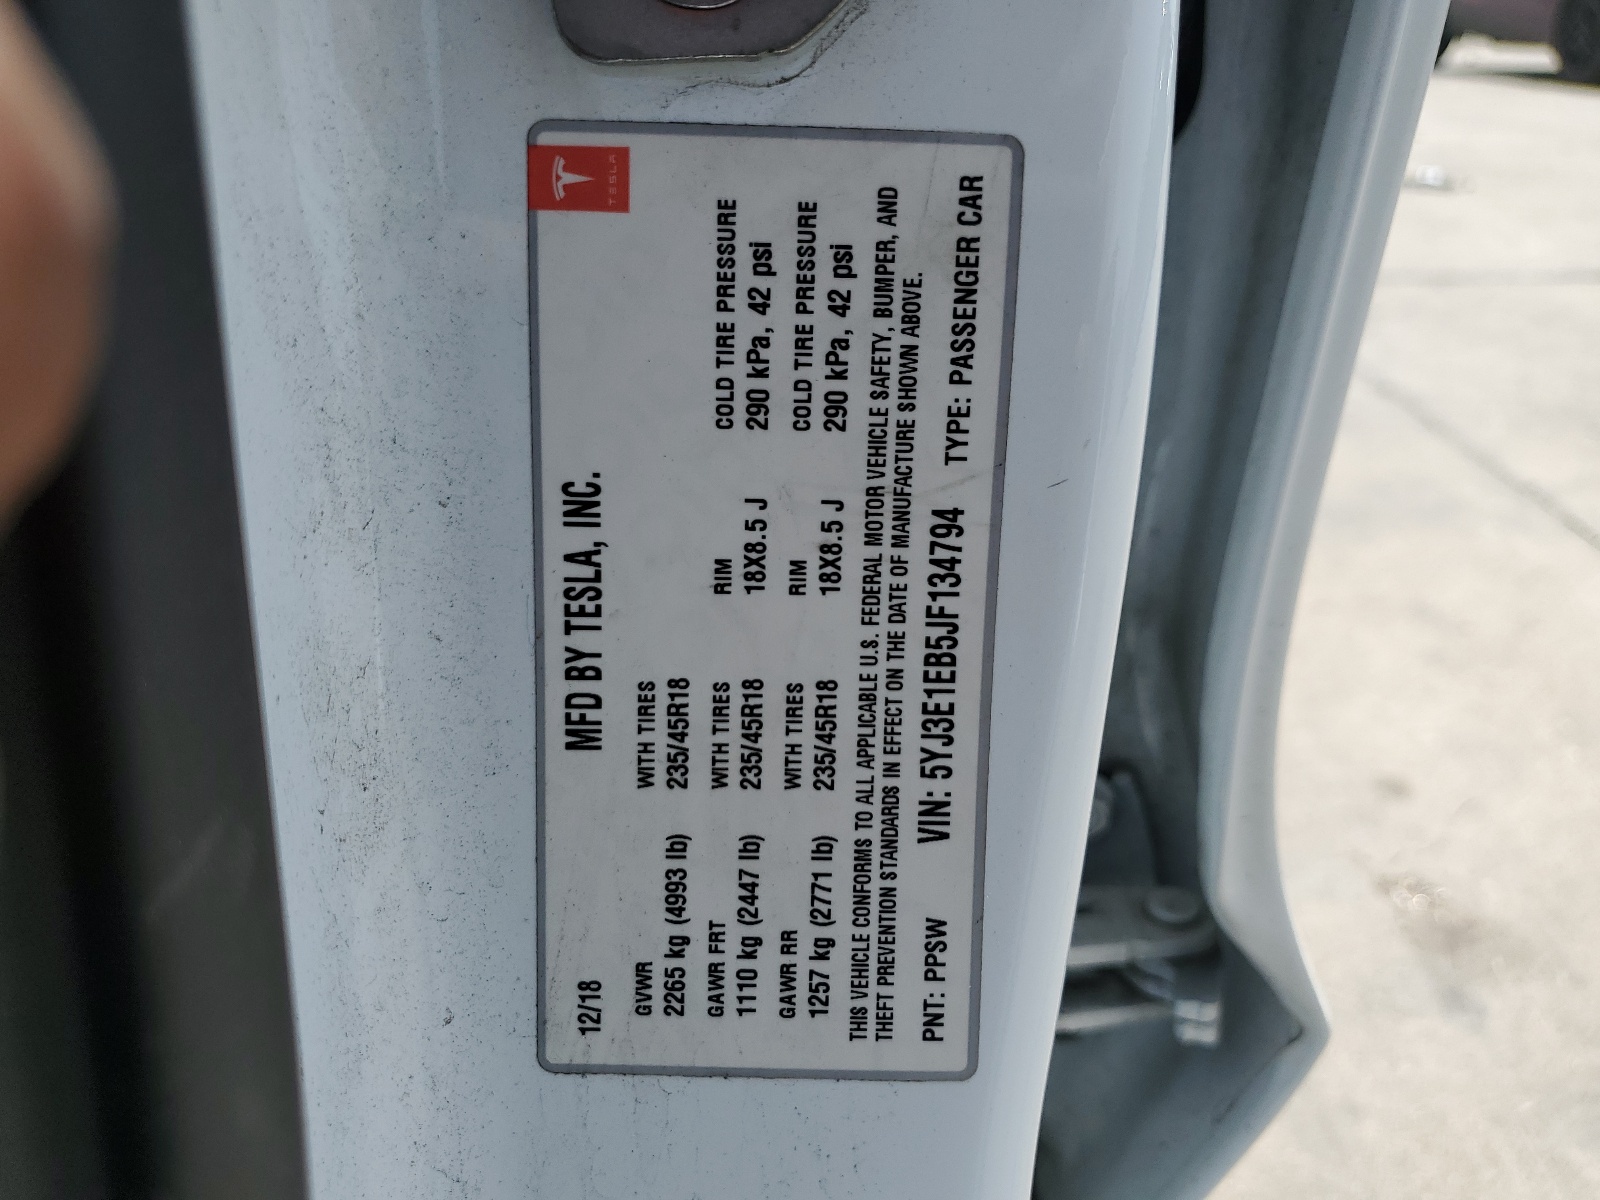 TESLA
MFD BY TESLA, INC.
12/18
GVWR WITH TIRES
2265 kg (4993 lb) 235/45R18
GAWR FRT WITH TIRES RIM COLD TIRE PRESSURE
1110 kg (2447 lb) 235/45R18 18X8.5 J 290 kPa, 42 psi
GAWR RR WITH TIRES RIM COLD TIRE PRESSURE
1257 kg (2771 lb) 235/45R18 18X8.5 J 290 kPa, 42 psi
THIS VEHICLE CONFORMS TO ALL APPLICABLE U.S. FEDERAL MOTOR VEHICLE SAFETY, BUMPER, AND
THEFT PREVENTION STANDARDS IN EFFECT ON THE DATE OF MANUFACTURE SHOWN ABOVE.
PNT: PPSW VIN: 5YJ3E1EB5JF134794 TYPE: PASSENGER CAR